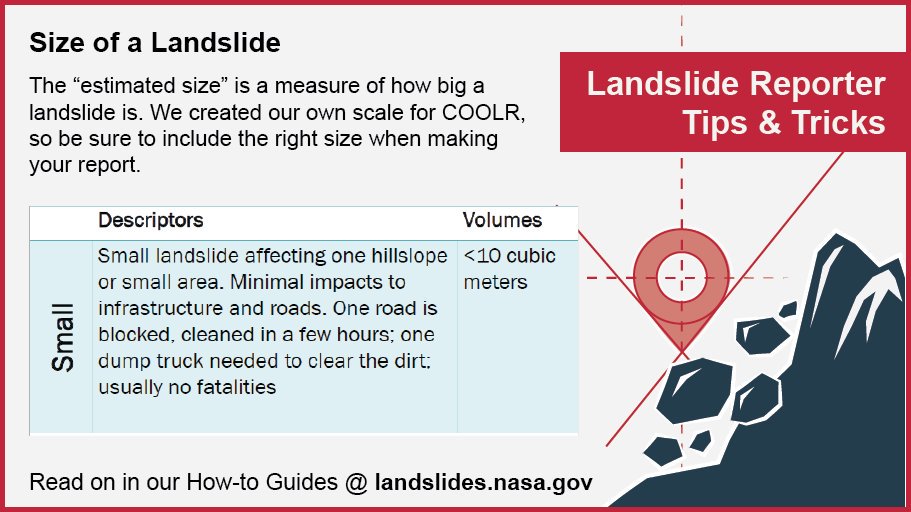 Size of a Landslide
The “estimated size” is a measure of how big a
landslide is. We created our own scale for COOLR,
so be sure to include the right size when making
your report.
Landslide Reporter
Tips & Tricks
Descriptors Volumes
Small
Small landslide affecting one hillslope <10 cubic
or small area. Minimal impacts to meters
infrastructure and roads. One road is
blocked, cleaned in a few hours; one
dump truck needed to clear the dirt;
usually no fatalities
Read on in our How-to Guides @ landslides.nasa.gov